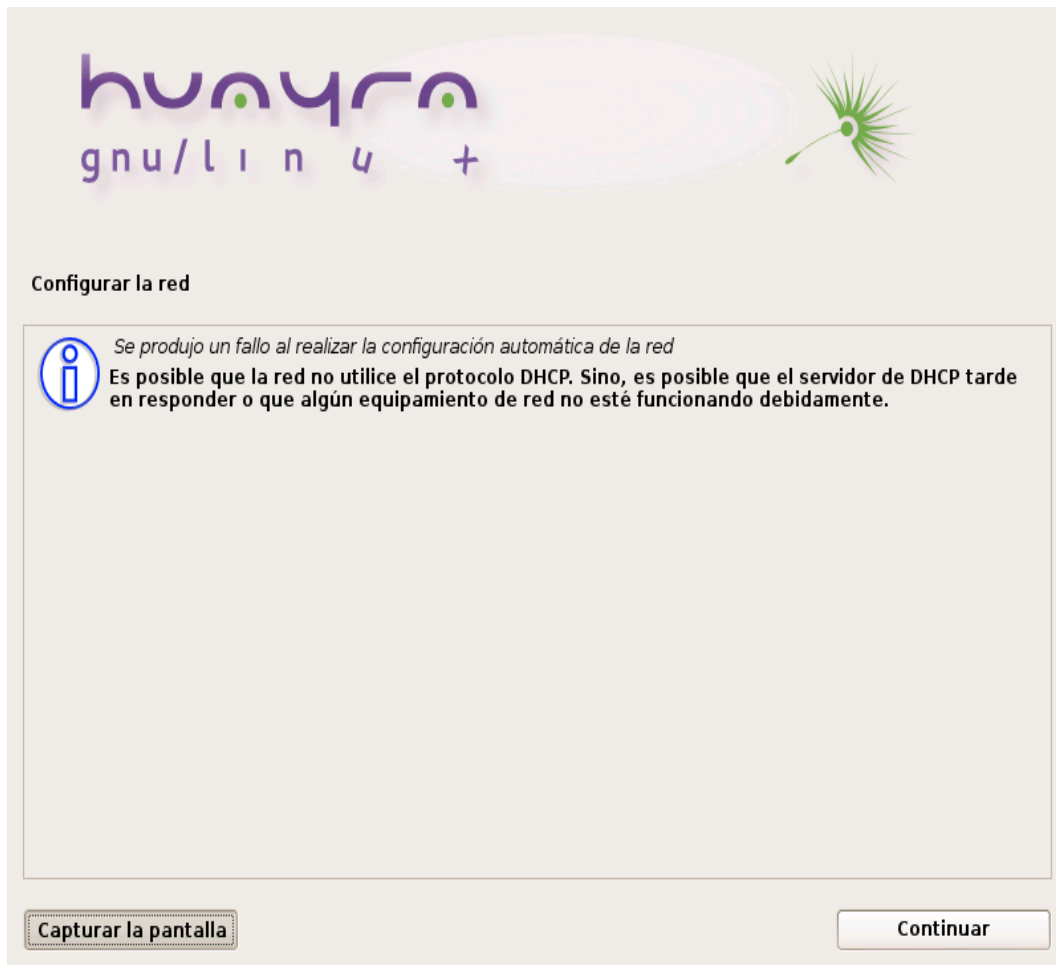 huayra
gnu/linux
Configurar la red
Se produjo un fallo al realizar la configuración automática de la red
Es posible que la red no utilice el protocolo DHCP. Sino, es posible que el servidor de DHCP tarde
en responder o que algún equipamiento de red no esté funcionando debidamente.
Capturar la pantalla
Continuar